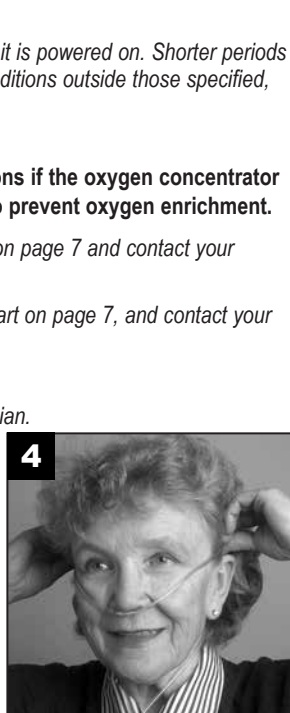 it is powered on. Shorter periods
ditions outside those specified,
ons if the oxygen concentrator
o prevent oxygen enrichment.
on page 7 and contact your
art on page 7, and contact your
ian.
4